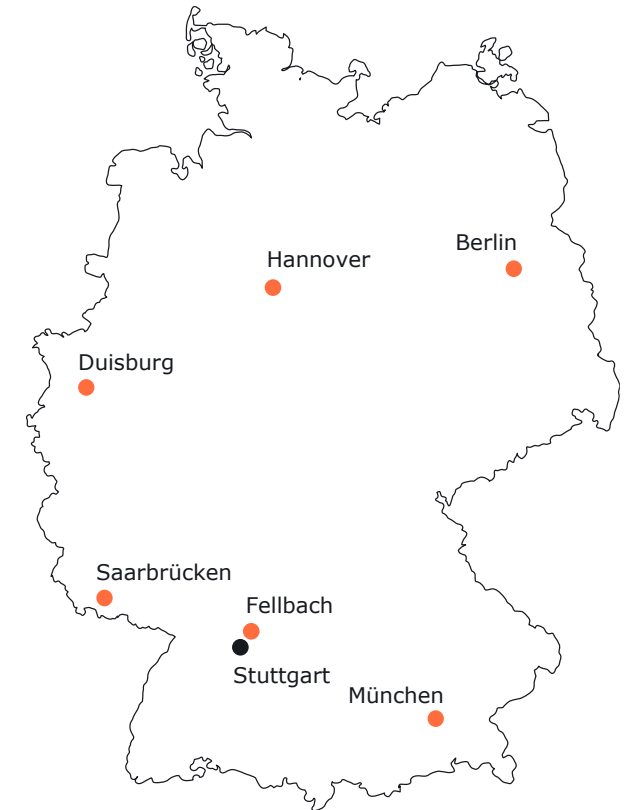 Berlin
Hannover
Duisburg
Saarbrücken
Fellbach
Stuttgart
München